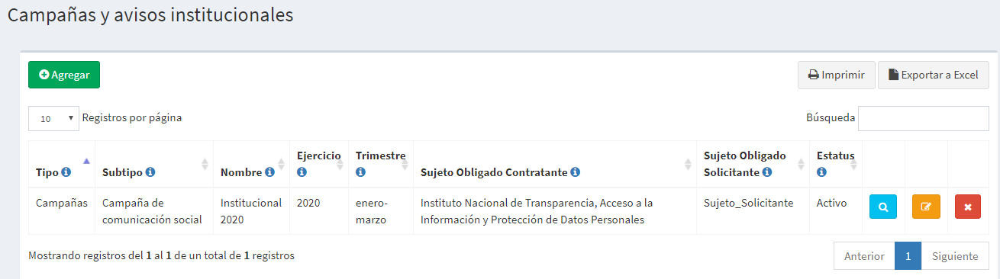 Campañas y avisos institucionales
Agregar
Imprimir
Exportar a Excel
10 Registros por página
Búsqueda
Tipo
Subtipo
Nombre
Ejercicio
Trimestre
Sujeto Obligado Contratante
Sujeto Obligado
Solicitante
Estatus
Campañas
Campaña de
comunicación social
Institucional
2020
2020
enero-
marzo
Instituto Nacional de Transparencia, Acceso a la
Información y Protección de Datos Personales
Sujeto_Solicitante
Activo
Mostrando registros del 1 al 1 de un total de 1 registros
Anterior
1
Siguiente